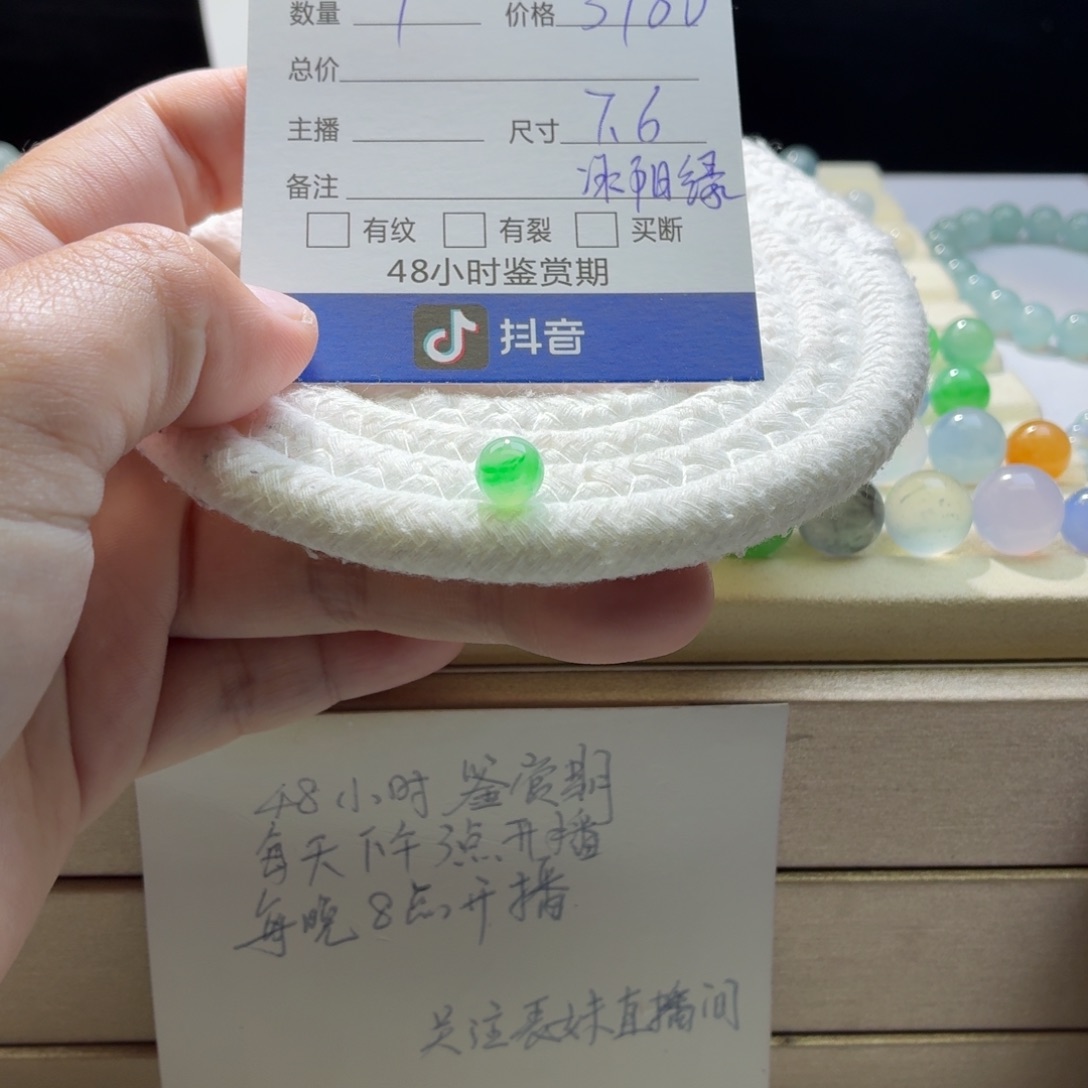 数量 1 价格 3180
总价
主播 尺寸 7.6
备注 冰阳绿
有纹 有裂 买断
48小时鉴赏期
抖音
48小时鉴赏期
每天下午3点开播
每晚8点开播
关注表妹直播间